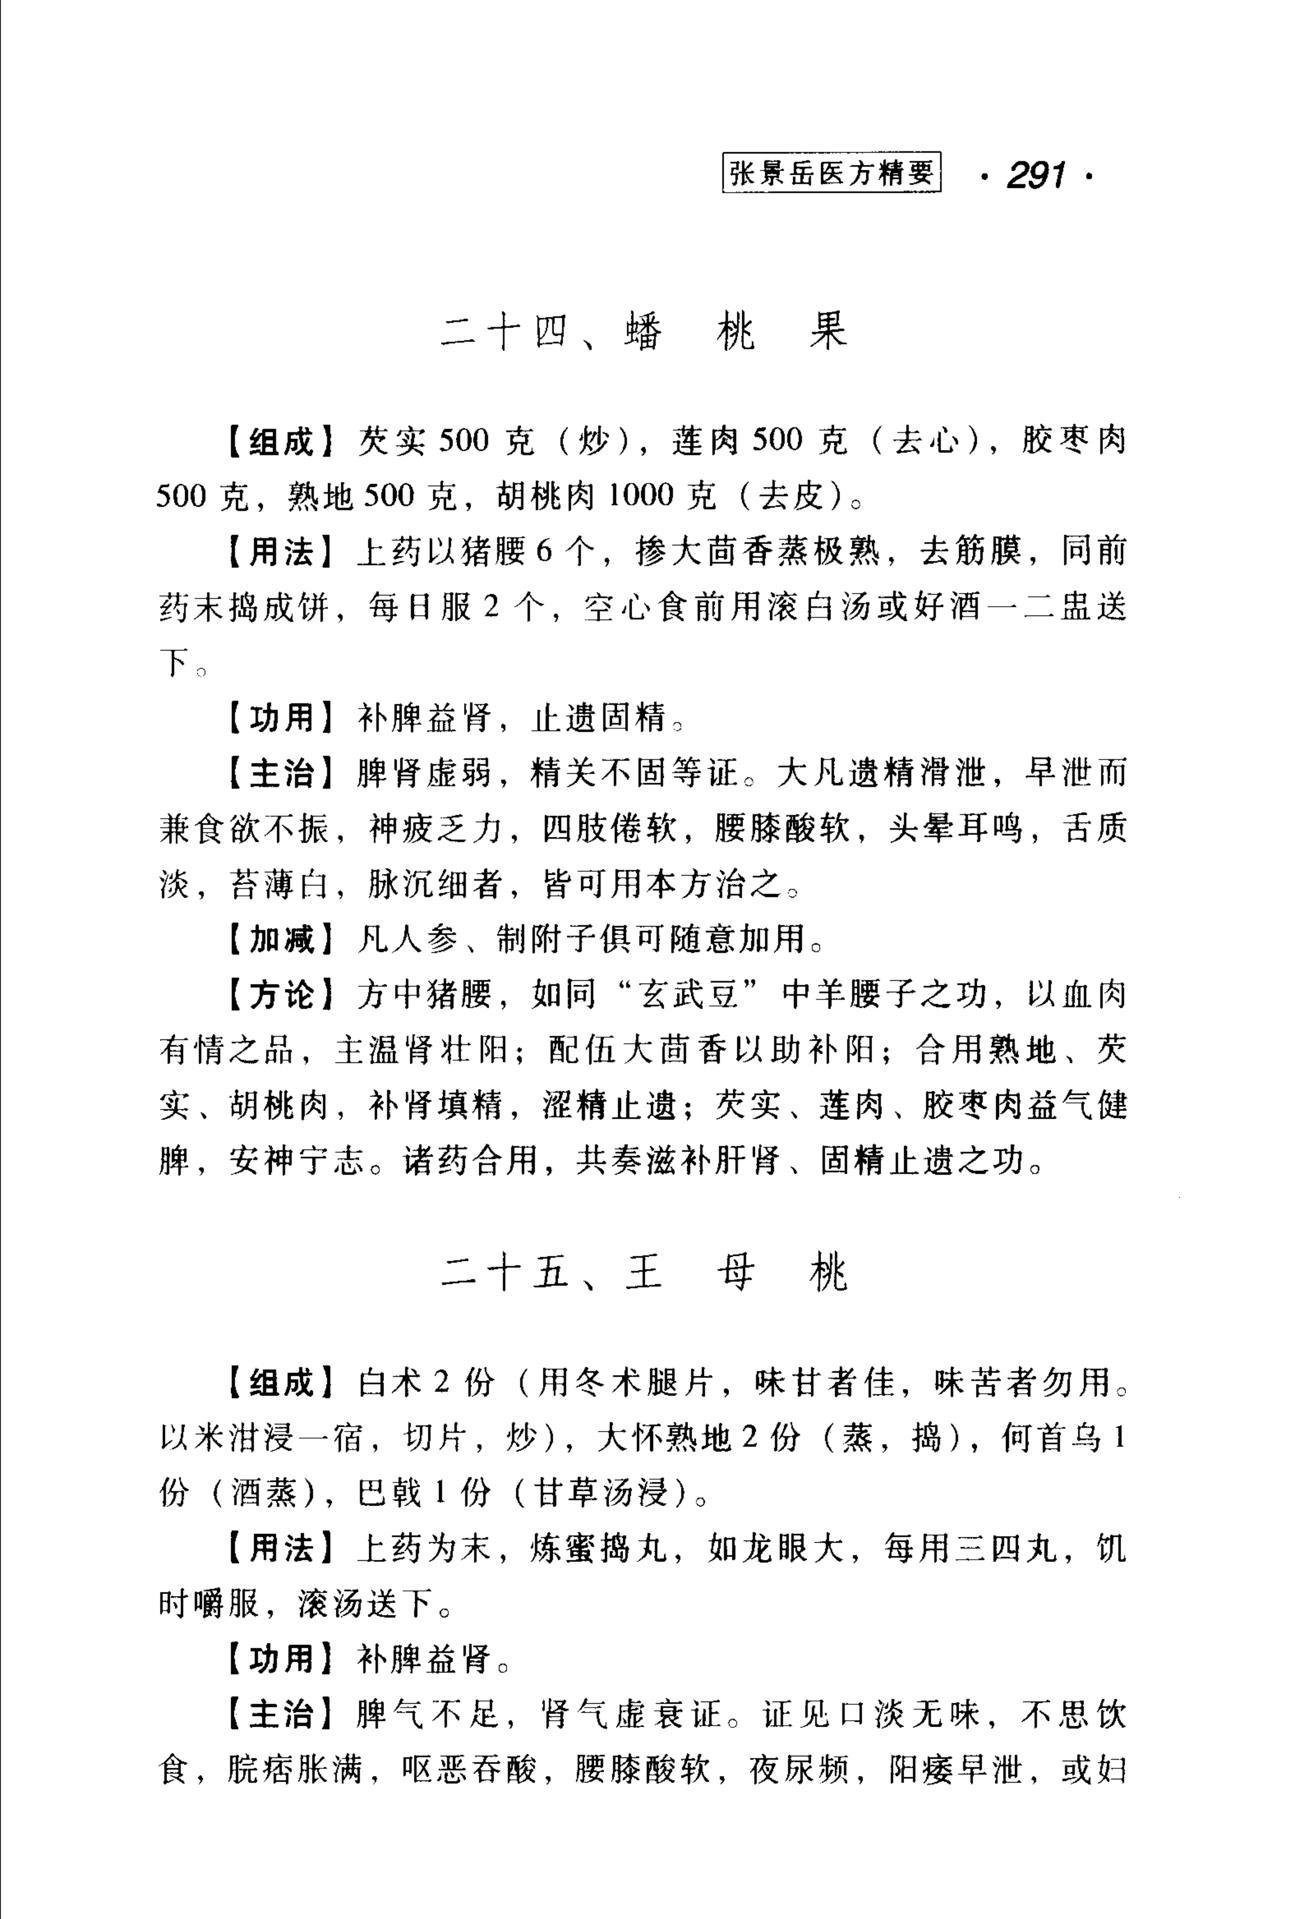 张景岳医方精要 · 291 ·
二十四、蟠 桃 果
【组成】 芡实 500 克（炒），莲肉 500 克（去心），胶枣肉
500 克，熟地 500 克，胡桃肉 1000 克（去皮）。
【用法】 上药以猪腰 6 个，掺大茴香蒸极熟，去筋膜，同前
药末捣成饼，每日服 2 个，空心食前用滚白汤或好酒一二盅送
下。
【功用】 补脾益肾，止遗固精。
【主治】 脾肾虚弱，精关不固等证。大凡遗精滑泄，早泄而
兼食欲不振，神疲乏力，四肢倦软，腰膝酸软，头晕耳鸣，舌质
淡，苔薄白，脉沉细者，皆可用本方治之。
【加减】 凡人参、制附子俱可随意加用。
【方论】 方中猪腰，如同“玄武豆”中羊腰子之功，以血肉
有情之品，主温肾壮阳；配伍大茴香以助补阳；合用熟地、芡
实、胡桃肉，补肾填精，涩精止遗；芡实、莲肉、胶枣肉益气健
脾，安神宁志。诸药合用，共奏滋补肝肾、固精止遗之功。
二十五、王 母 桃
【组成】 白术 2 份（用冬术腿片，味甘者佳，味苦者勿用。
以米泔浸一宿，切片，炒），大怀熟地 2 份（蒸，捣），何首乌 1
份（酒蒸），巴戟 1 份（甘草汤浸）。
【用法】 上药为末，炼蜜捣丸，如龙眼大，每用三四丸，饥
时嚼服，滚汤送下。
【功用】 补脾益肾。
【主治】 脾气不足，肾气虚衰证。证见口淡无味，不思饮
食，脘痞胀满，呕恶吞酸，腰膝酸软，夜尿频，阳痿早泄，或妇